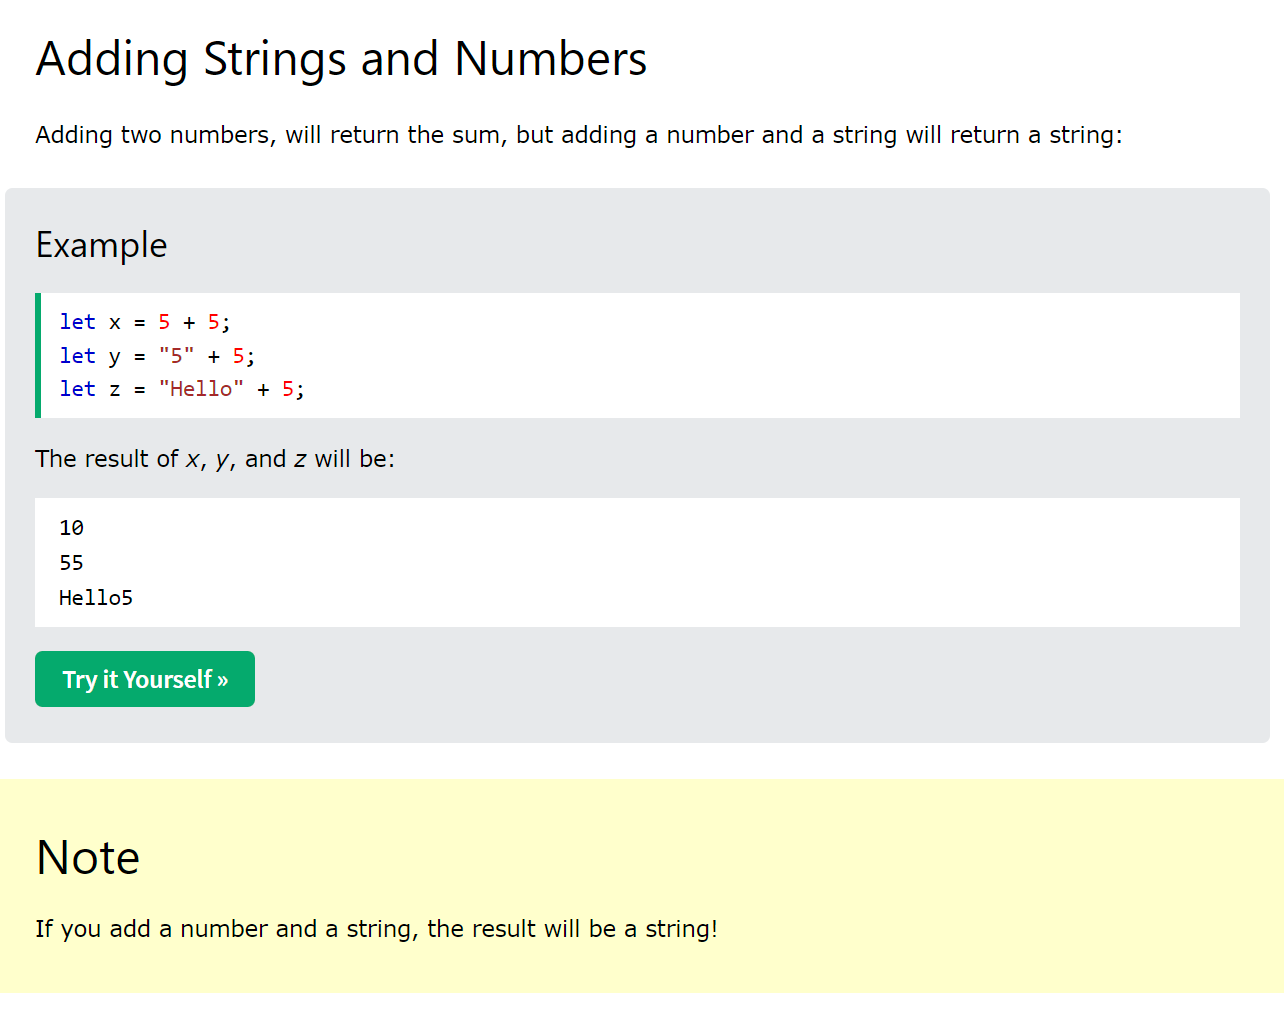 Adding Strings and Numbers
Adding two numbers, will return the sum, but adding a number and a string will return a string:
Example
let x = 5 + 5;
let y = "5" + 5;
let z = "Hello" + 5;
The result of x, y, and z will be:
10
55
Hello5
Try it Yourself »
Note
If you add a number and a string, the result will be a string!